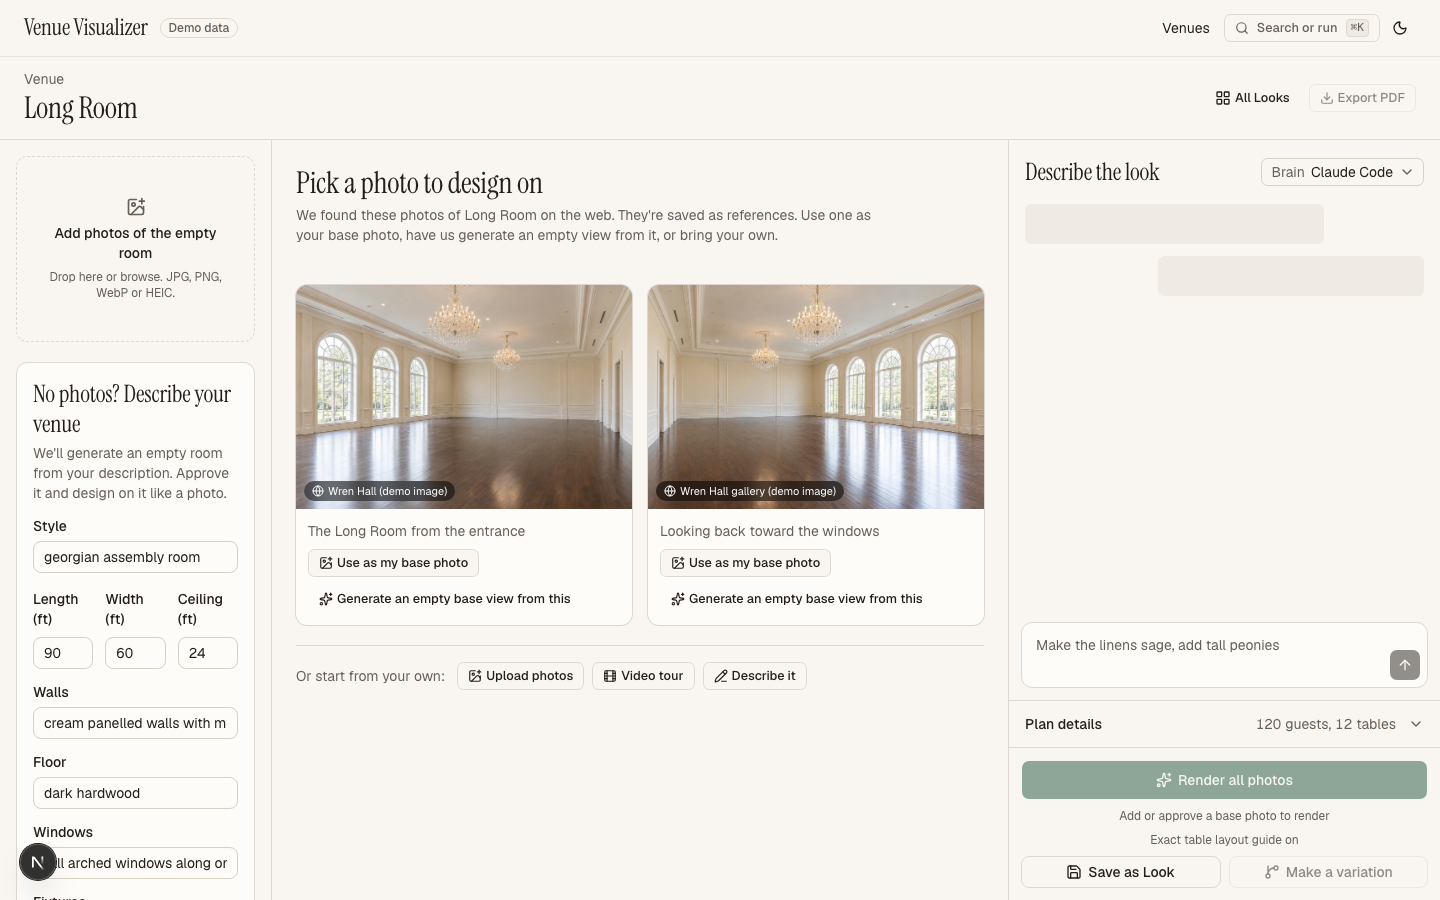 Venue Visualizer
Demo data
Venues
Search or run
⌘K
Venue
Long Room
All Looks
Export PDF
Add photos of the empty
room
Drop here or browse. JPG, PNG,
WebP or HEIC.
No photos? Describe your
venue
We'll generate an empty room
from your description. Approve
it and design on it like a photo.
Style
georgian assembly room
Length
(ft)
Width
(ft)
Ceiling
(ft)
90
60
24
Walls
cream panelled walls with m
Floor
dark hardwood
Windows
N
arched windows along or
Pick a photo to design on
We found these photos of Long Room on the web. They're saved as references. Use one as
your base photo, have us generate an empty view from it, or bring your own.
Wren Hall (demo image)
The Long Room from the entrance
Use as my base photo
Generate an empty base view from this
Wren Hall gallery (demo image)
Looking back toward the windows
Use as my base photo
Generate an empty base view from this
Or start from your own:
Upload photos
Video tour
Describe it
Describe the look
Brain Claude Code
Make the linens sage, add tall peonies
Plan details
120 guests, 12 tables
Render all photos
Add or approve a base photo to render
Exact table layout guide on
Save as Look
Make a variation